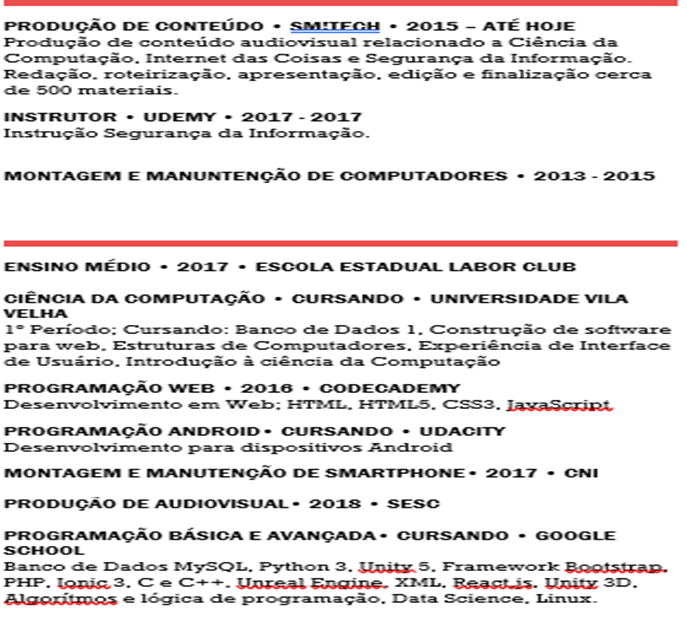 PRODUÇÃO DE CONTEÚDO • SM!TECH • 2015 – ATÉ HOJE
Produção de conteúdo audiovisual relacionado a Ciência da
Computação, Internet das Coisas e Segurança da Informação.
Redação, roteirização, apresentação, edição e finalização cerca
de 500 materiais.
INSTRUTOR • UDEMY • 2017 - 2017
Instrução Segurança da Informação.
MONTAGEM E MANUNTENÇÃO DE COMPUTADORES • 2013 - 2015
ENSINO MÉDIO • 2017 • ESCOLA ESTADUAL LABOR CLUB
CIÊNCIA DA COMPUTAÇÃO • CURSANDO • UNIVERSIDADE VILA
VELHA
1º Período; Cursando: Banco de Dados 1, Construção de software
para web, Estruturas de Computadores, Experiência de Interface
de Usuário, Introdução à ciência da Computação
PROGRAMAÇÃO WEB • 2016 • CODECADEMY
Desenvolvimento em Web; HTML, HTML5, CSS3, JavaScript
PROGRAMAÇÃO ANDROID• CURSANDO • UDACITY
Desenvolvimento para dispositivos Android
MONTAGEM E MANUTENÇÃO DE SMARTPHONE• 2017 • CNI
PRODUÇÃO DE AUDIOVISUAL• 2018 • SESC
PROGRAMAÇÃO BÁSICA E AVANÇADA• CURSANDO • GOOGLE
SCHOOL
Banco de Dados MySQL, Python 3, Unity 5, Framework Bootstrap,
PHP, Ionic 3, C e C++, Unreal Engine, XML, React.js, Unity 3D,
Algorítmos e lógica de programação, Data Science, Linux.